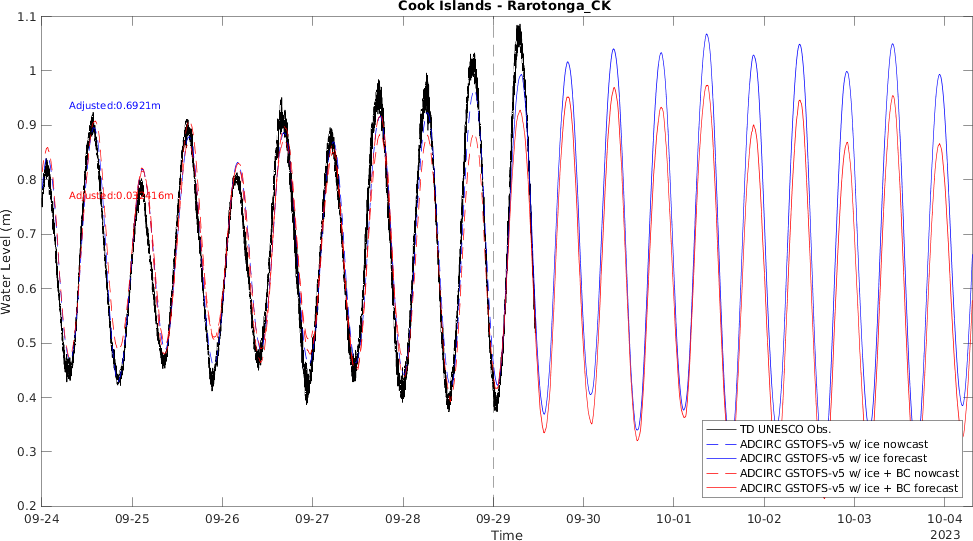 Cook Islands - Rarotonga_CK
1.1
1
0.9
0.8
0.7
0.6
0.5
0.4
0.3
0.2
Water Level (m)
Adjusted:0.6921m
TD UNESCO Obs.
ADCIRC GSTOFS-v5 w/ ice nowcast
ADCIRC GSTOFS-v5 w/ ice forecast
ADCIRC GSTOFS-v5 w/ ice + BC nowcast
ADCIRC GSTOFS-v5 w/ ice + BC forecast
09-24 09-25 09-26 09-27 09-28 09-29 09-30 10-01 10-02 10-03 10-04
2023
Time